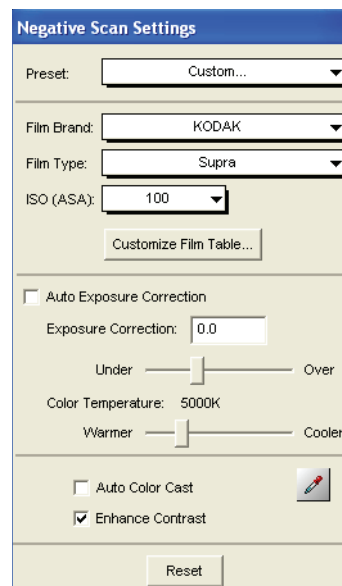 Negative Scan Settings
Preset: Custom...
Film Brand: KODAK
Film Type: Supra
ISO (ASA): 100
Customize Film Table...
Auto Exposure Correction
Exposure Correction: 0.0
Under Over
Color Temperature: 5000K
Warmer Cooler
Auto Color Cast
Enhance Contrast
Reset